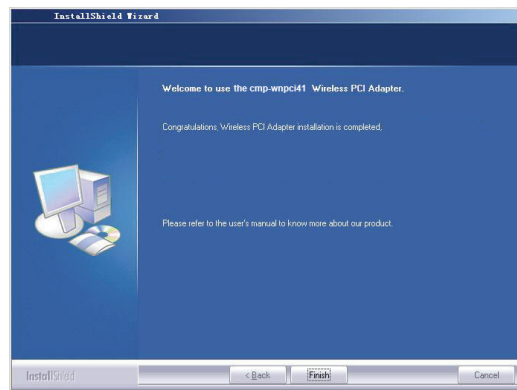 InstallShield Wizard
Welcome to use the cmp-wnpci41 Wireless PCI Adapter.
Congratulations, Wireless PCI Adapter installation is completed.
Please refer to the user's manual to know more about our product.
InstallShield
< Back
Finish
Cancel